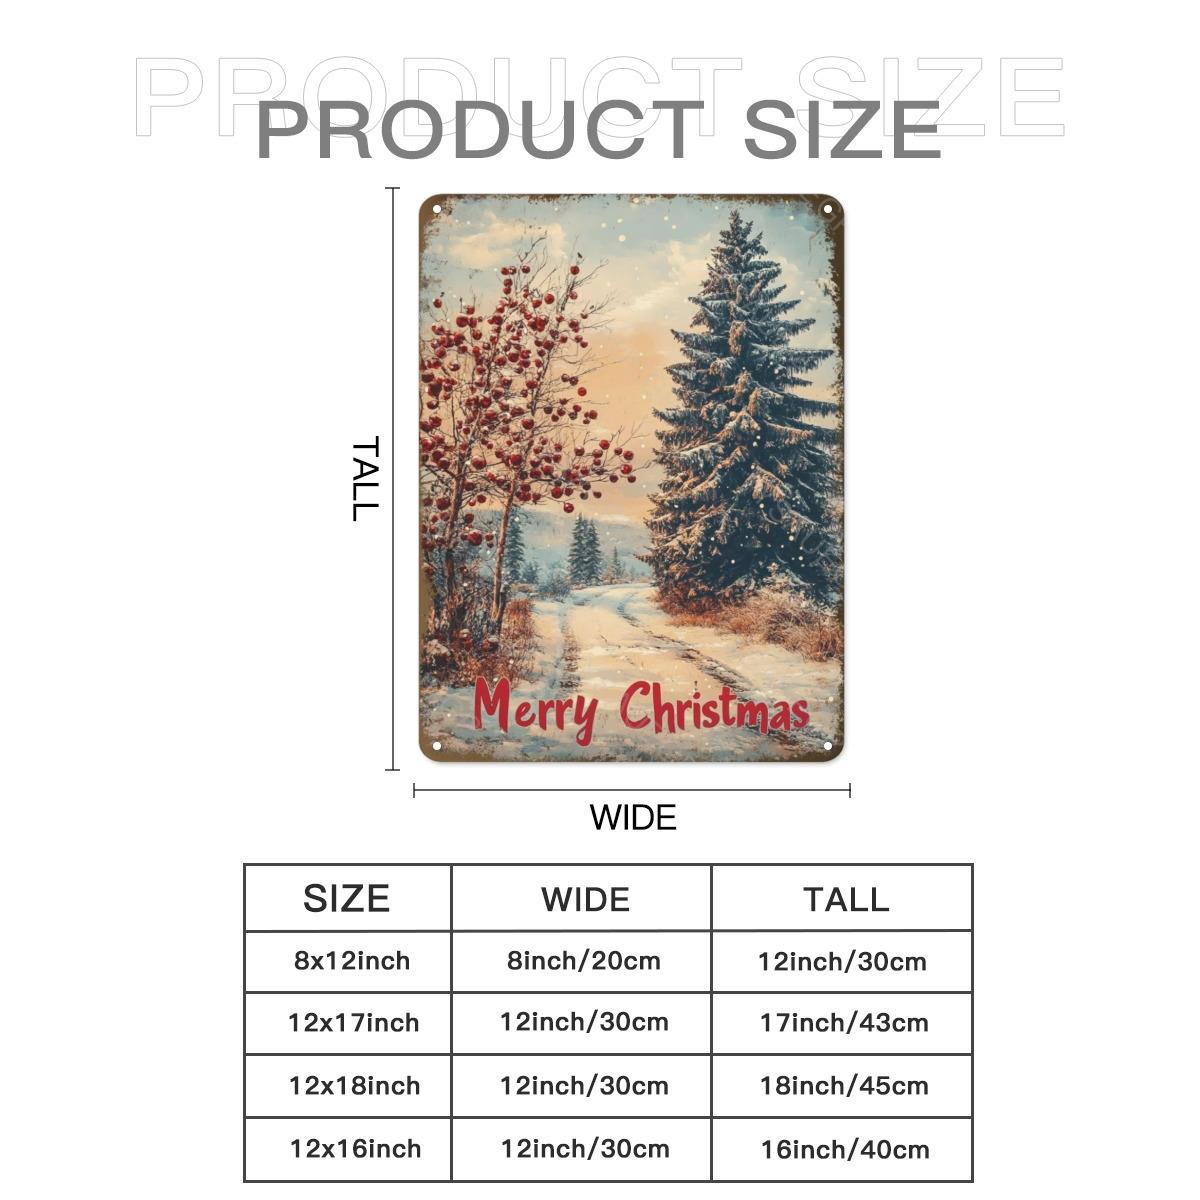 PRODUCT SIZE
PRODUCT SIZE
TALL
Merry Christmas
WIDE
SIZE WIDE TALL
8x12inch 8inch/20cm 12inch/30cm
12x17inch 12inch/30cm 17inch/43cm
12x18inch 12inch/30cm 18inch/45cm
12x16inch 12inch/30cm 16inch/40cm